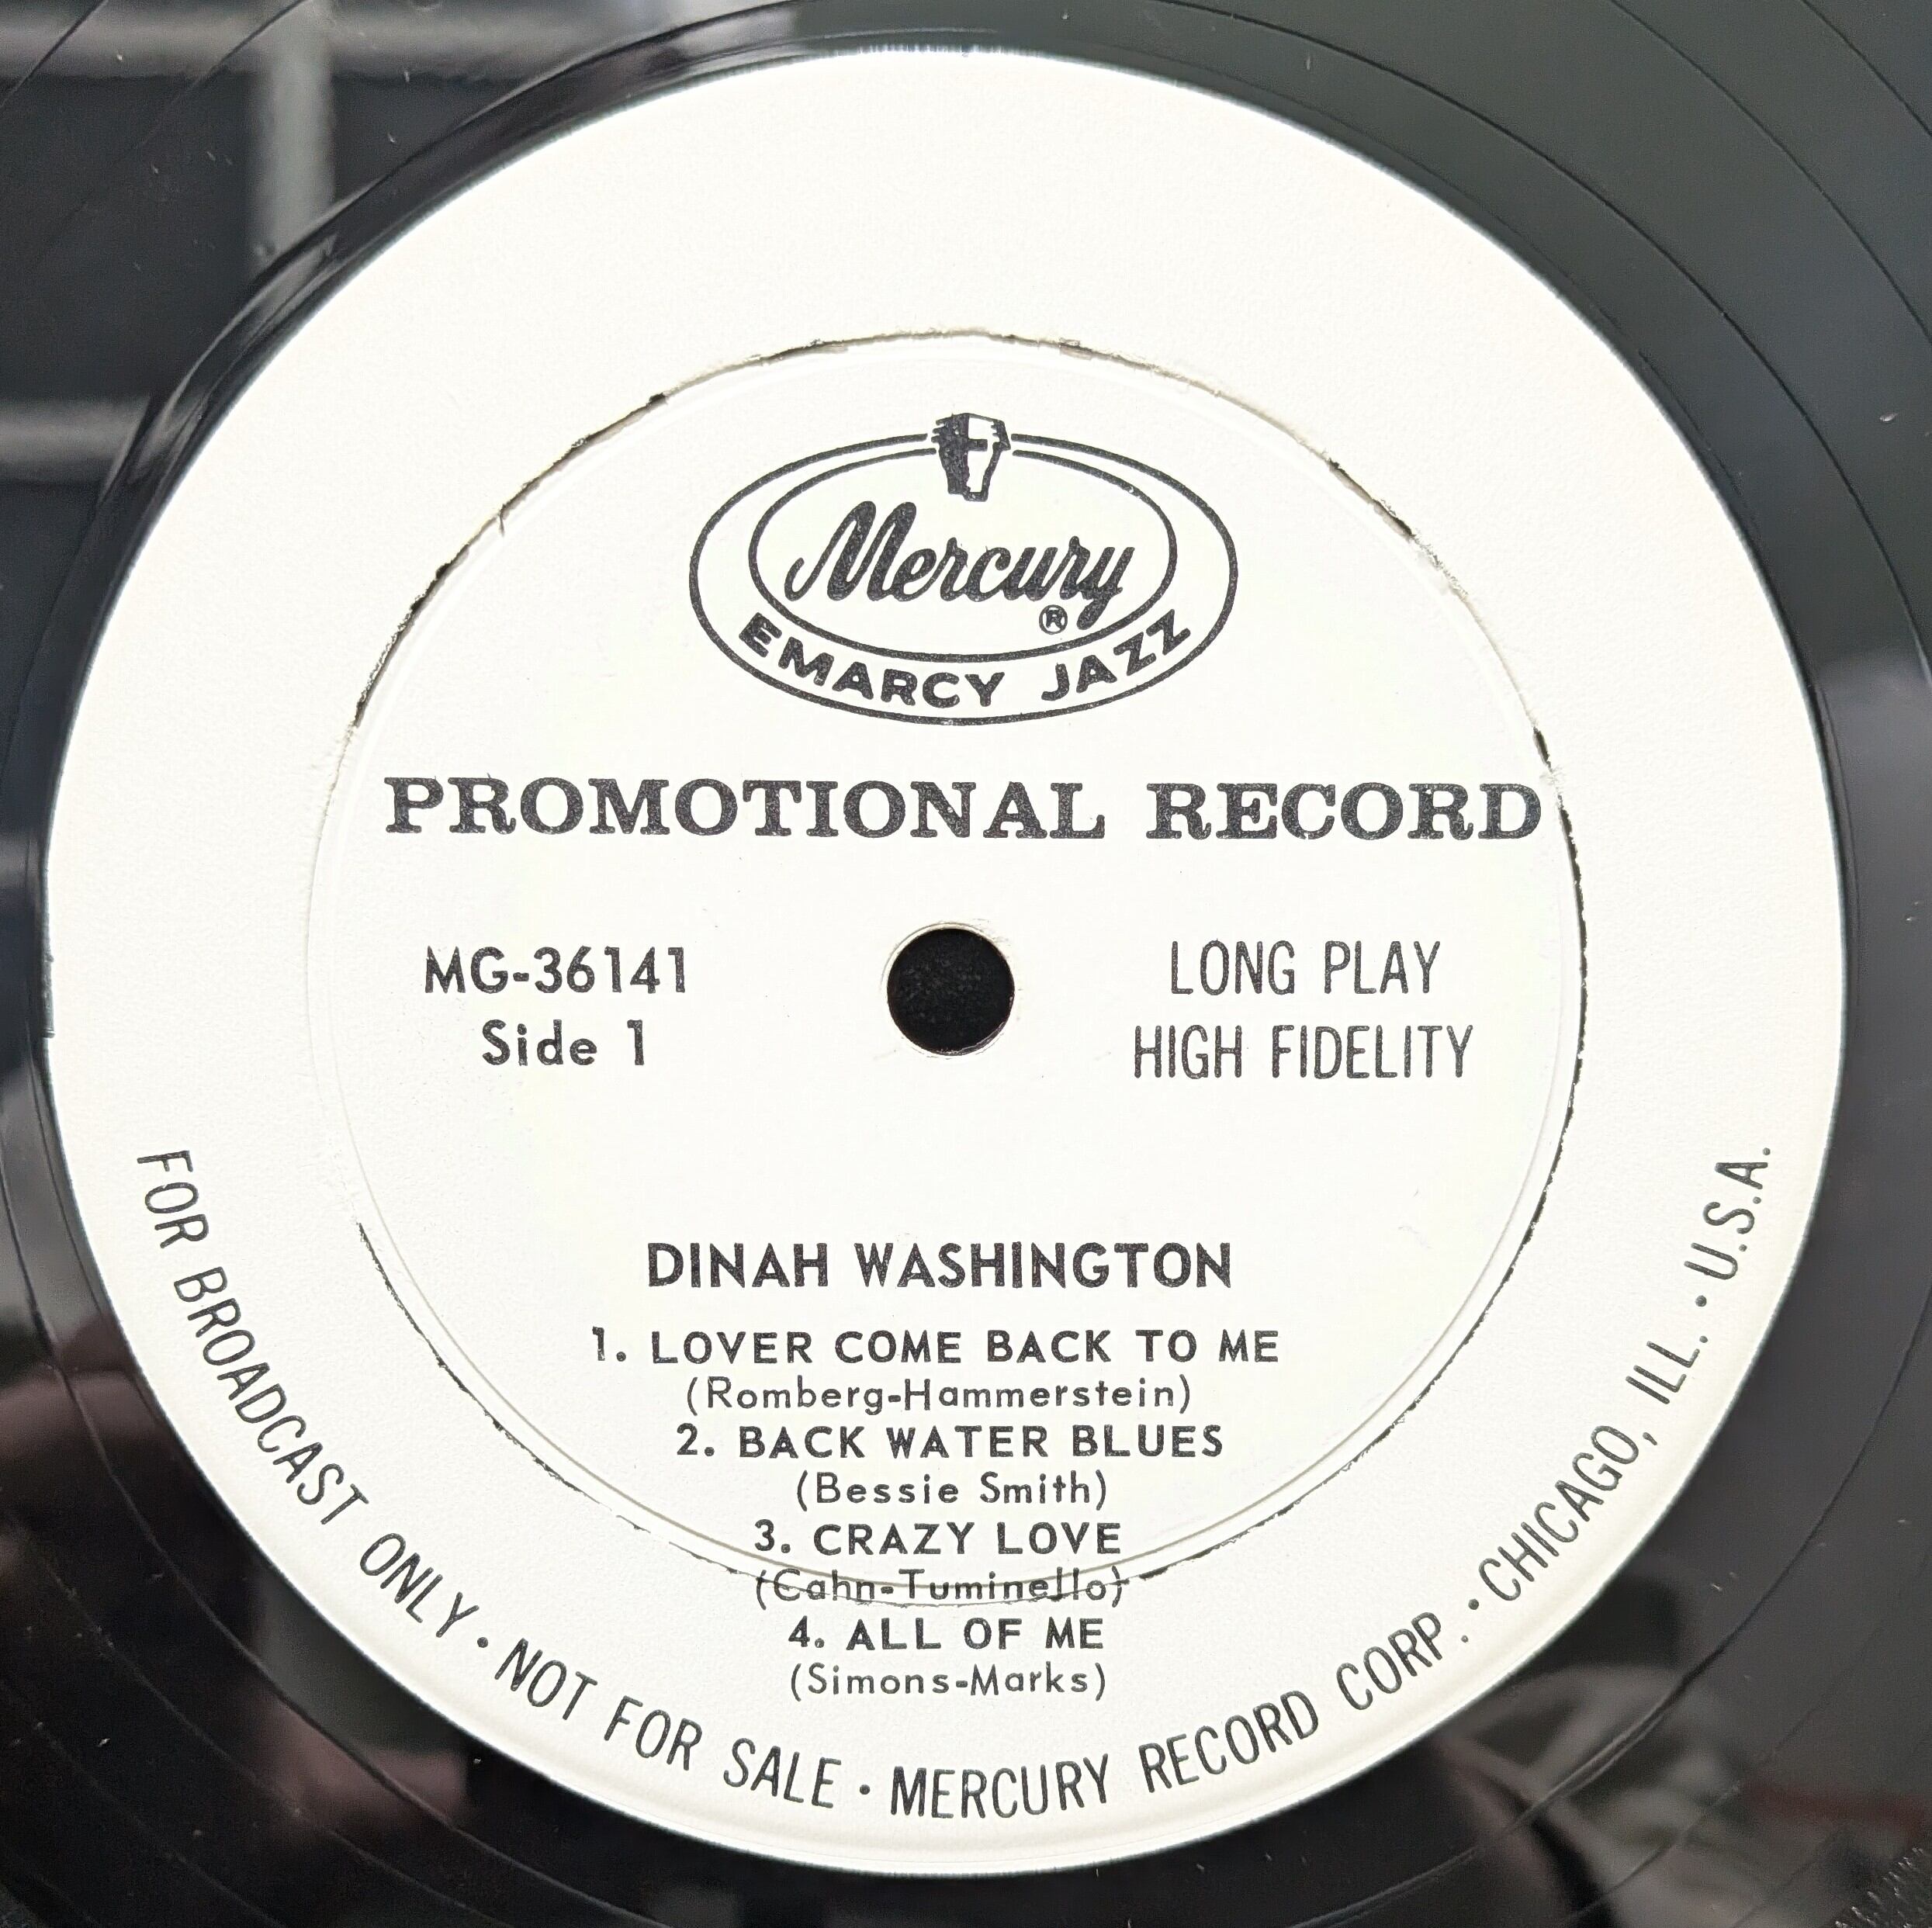 Mercury ®
EMARCY JAZZ
PROMOTIONAL RECORD
MG-36141
Side 1
LONG PLAY
HIGH FIDELITY
DINAH WASHINGTON
1. LOVER COME BACK TO ME
(Romberg-Hammerstein)
2. BACK WATER BLUES
(Bessie Smith)
3. CRAZY LOVE
(Cahn-Tuminello)
4. ALL OF ME
(Simons-Marks)
FOR BROADCAST ONLY • NOT FOR SALE • MERCURY RECORD CORP. • CHICAGO, ILL. • U.S.A.